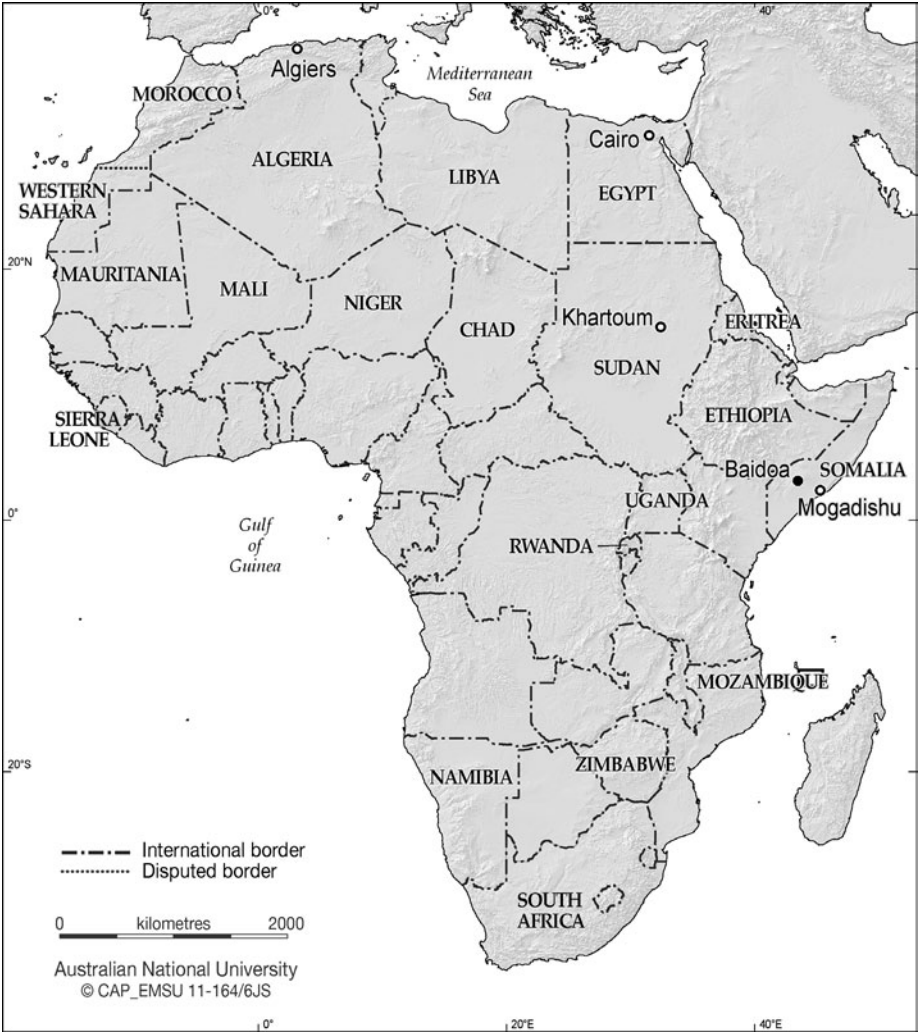 0°
40°
Algiers
Mediterranean
Sea
MOROCCO
Cairo
ALGERIA
LIBYA
EGYPT
WESTERN
SAHARA
20°N
MAURITANIA
MALI
NIGER
CHAD
Khartoum
ERITREA
SUDAN
SIERRA
LEONE
ETHIOPIA
Baidoa
SOMALIA
UGANDA
Mogadishu
0°
Gulf
of
Guinea
RWANDA
MOZAMBIQUE
20°S
NAMIBIA
ZIMBABWE
International border
Disputed border
SOUTH
AFRICA
0 kilometres 2000
Australian National University
© CAP_EMSU 11-164/6JS
0°
20°E
40°